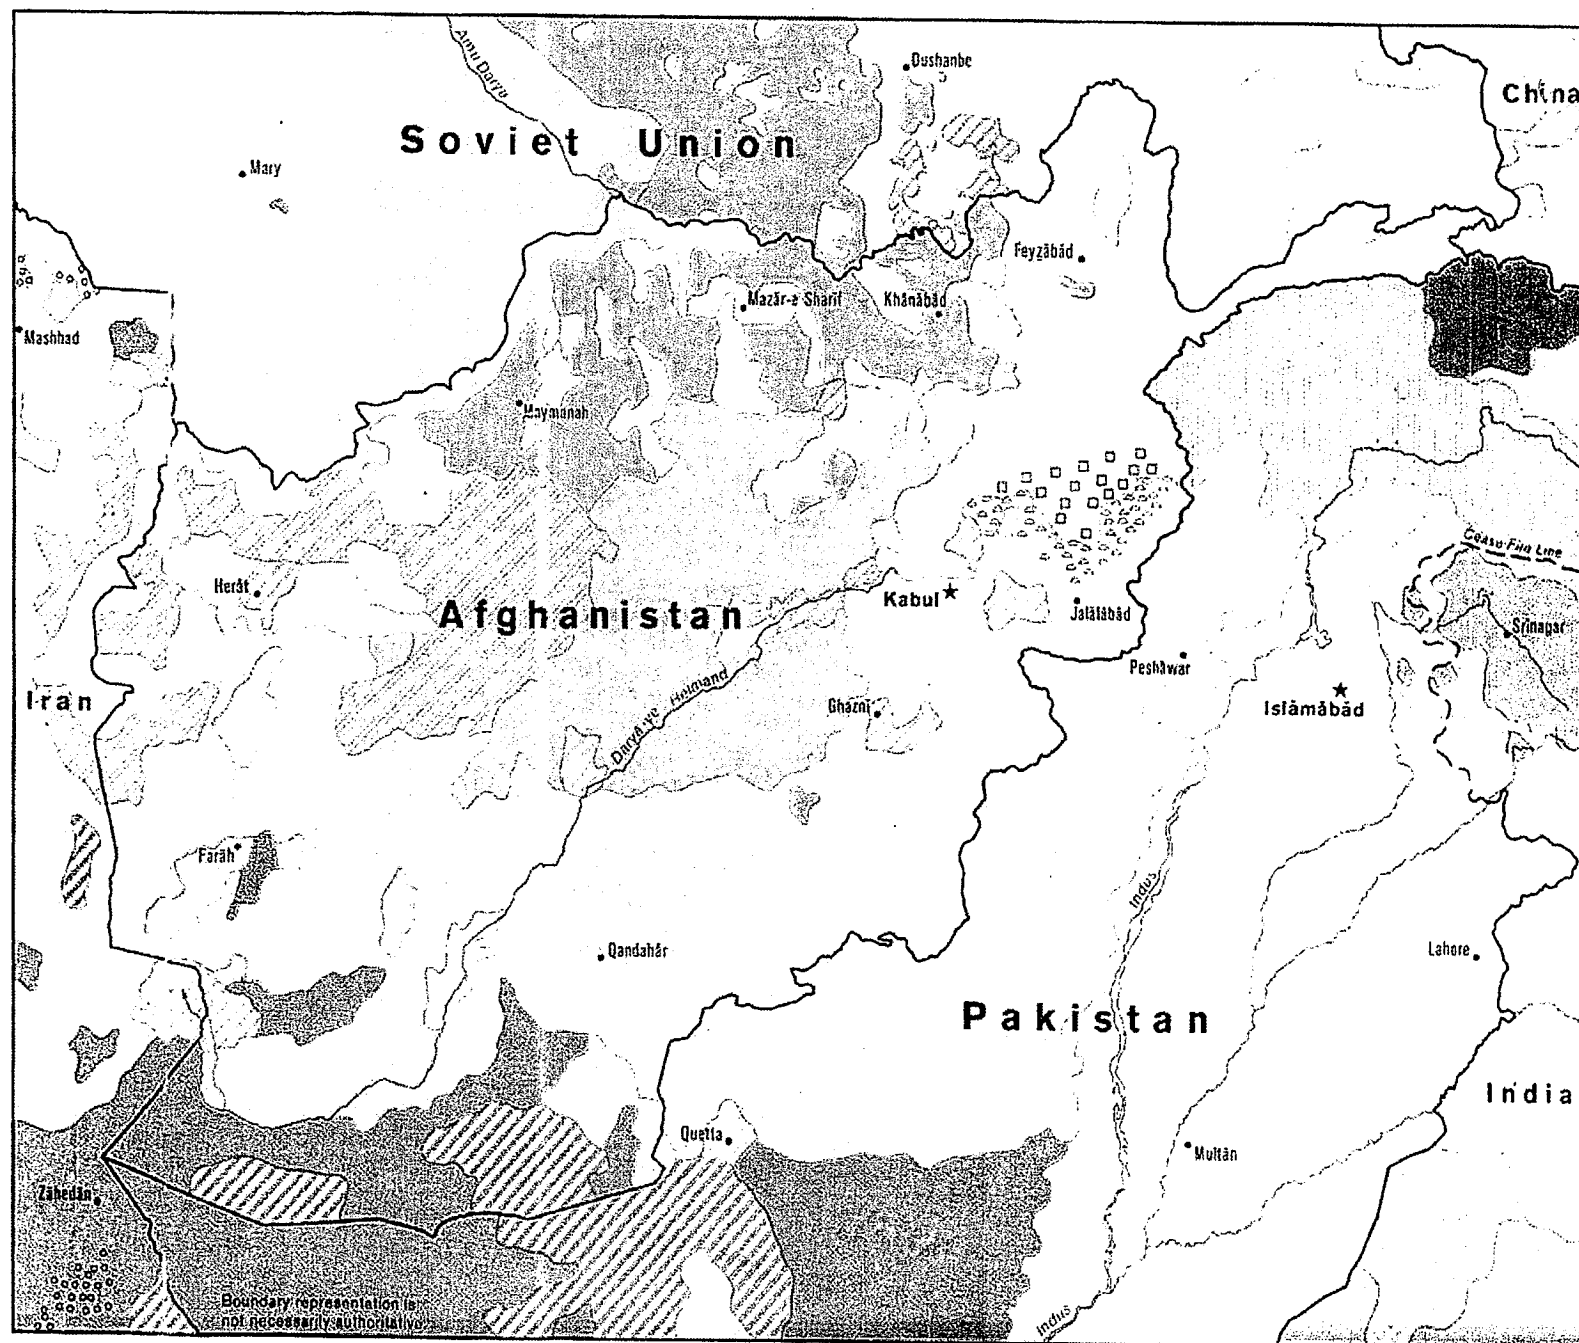 Amu Darya
Dushanbe
China
Soviet Union
Mary
Feyẕābād
Mazār-e Sharīf
Khānābād
Mashhad
Maymanah
Cease-Fire Line
Herāt
Afghanistan
Kabul
Jalālābād
Srīnagar
Peshāwar
Iran
Daryā-ye Helmand
Ghaznī
Islāmābād
Farāh
Indus
Qandahār
Lahore
Pakistan
India
Quetta
Multān
Zāhedān
Boundary representation is
not necessarily authoritative
Indus